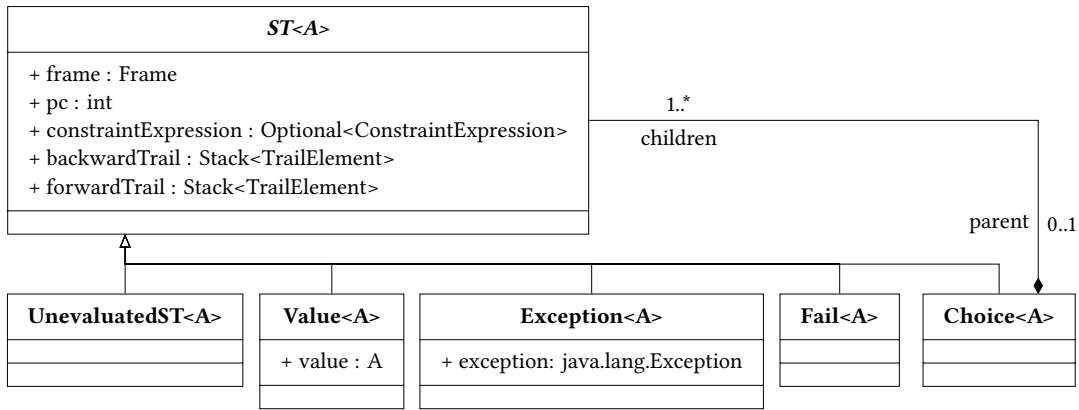 ST<A>
+ frame : Frame
+ pc : int
+ constraintExpression : Optional<ConstraintExpression>
+ backwardTrail : Stack<TrailElement>
+ forwardTrail : Stack<TrailElement>
1..*
children
parent 0..1
UnevaluatedST<A>
Value<A>
+ value : A
Exception<A>
+ exception: java.lang.Exception
Fail<A>
Choice<A>